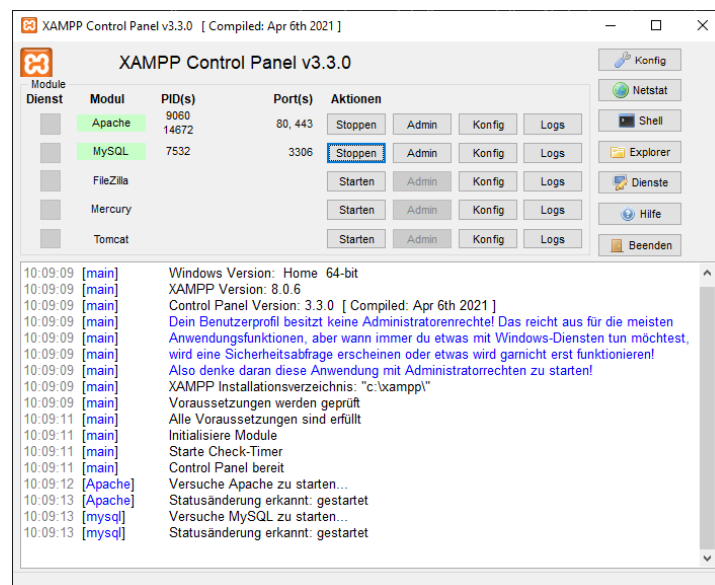 XAMPP Control Panel v3.3.0 [ Compiled: Apr 6th 2021 ]
XAMPP Control Panel v3.3.0
Konfig
Netstat
Shell
Explorer
Dienste
Hilfe
Beenden
Module
Dienst Modul PID(s) Port(s) Aktionen
Apache 9060 14672 80, 443 Stoppen Admin Konfig Logs
MySQL 7532 3306 Stoppen Admin Konfig Logs
FileZilla Starten Admin Konfig Logs
Mercury Starten Admin Konfig Logs
Tomcat Starten Admin Konfig Logs
10:09:09 [main] Windows Version: Home 64-bit
10:09:09 [main] XAMPP Version: 8.0.6
10:09:09 [main] Control Panel Version: 3.3.0 [ Compiled: Apr 6th 2021 ]
10:09:09 [main] Dein Benutzerprofil besitzt keine Administratorenrechte! Das reicht aus für die meisten
10:09:09 [main] Anwendungsfunktionen, aber wann immer du etwas mit Windows-Diensten tun möchtest,
10:09:09 [main] wird eine Sicherheitsabfrage erscheinen oder etwas wird garnicht erst funktionieren!
10:09:09 [main] Also denke daran diese Anwendung mit Administratorrechten zu starten!
10:09:09 [main] XAMPP Installationsverzeichnis: "c:\xampp\"
10:09:09 [main] Voraussetzungen werden geprüft
10:09:11 [main] Alle Voraussetzungen sind erfüllt
10:09:11 [main] Initialisiere Module
10:09:11 [main] Starte Check-Timer
10:09:11 [main] Control Panel bereit
10:09:12 [Apache] Versuche Apache zu starten...
10:09:13 [Apache] Statusänderung erkannt: gestartet
10:09:13 [mysql] Versuche MySQL zu starten...
10:09:13 [mysql] Statusänderung erkannt: gestartet